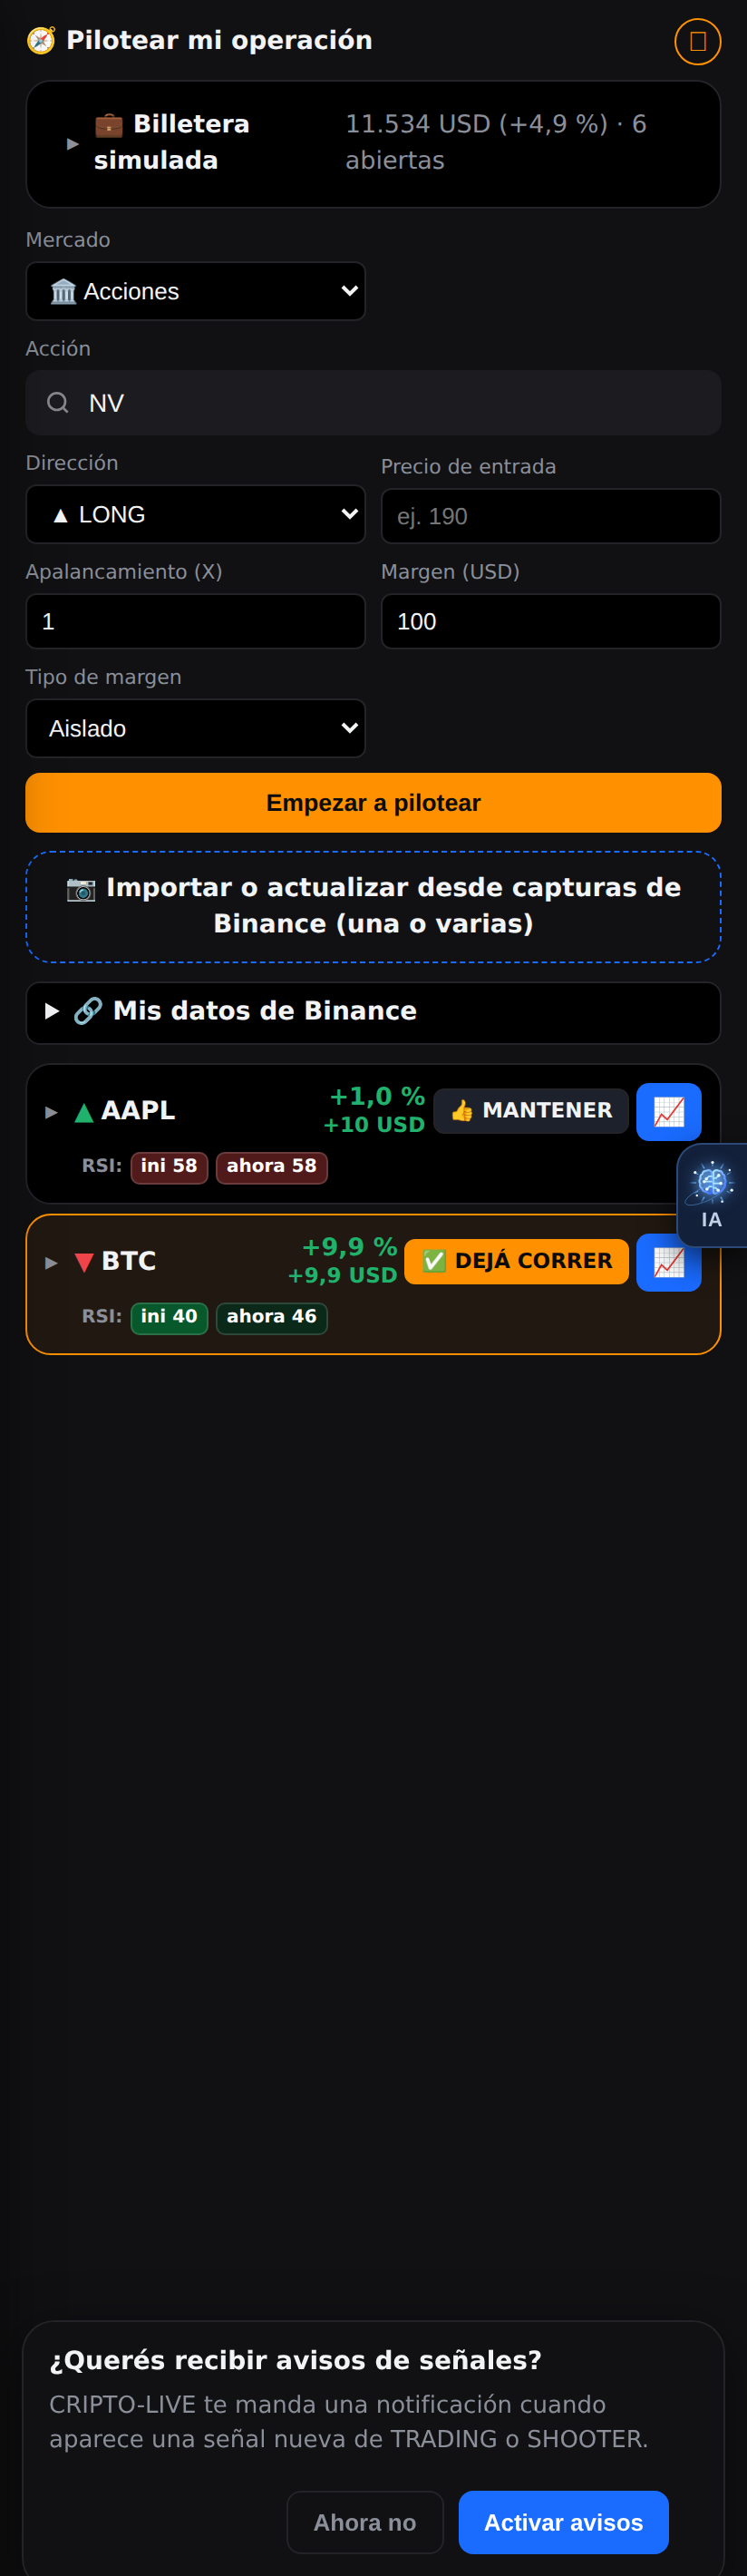 🧭 Pilotear mi operación
▶ 💼 Billetera simulada
11.534 USD (+4,9 %) · 6 abiertas
Mercado
🏛️ Acciones
Acción
NV
Dirección
Precio de entrada
▲ LONG
ej. 190
Apalancamiento (X)
Margen (USD)
1
100
Tipo de margen
Aislado
Empezar a pilotear
📷 Importar o actualizar desde capturas de
Binance (una o varias)
▶ 🔗 Mis datos de Binance
▶ ▲ AAPL
+1,0 %
+10 USD
👍 MANTENER
RSI: ini 58 ahora 58
IA
▶ ▼ BTC
+9,9 %
+9,9 USD
✅ DEJÁ CORRER
RSI: ini 40 ahora 46
¿Querés recibir avisos de señales?
CRIPTO-LIVE te manda una notificación cuando
aparece una señal nueva de TRADING o SHOOTER.
Ahora no
Activar avisos